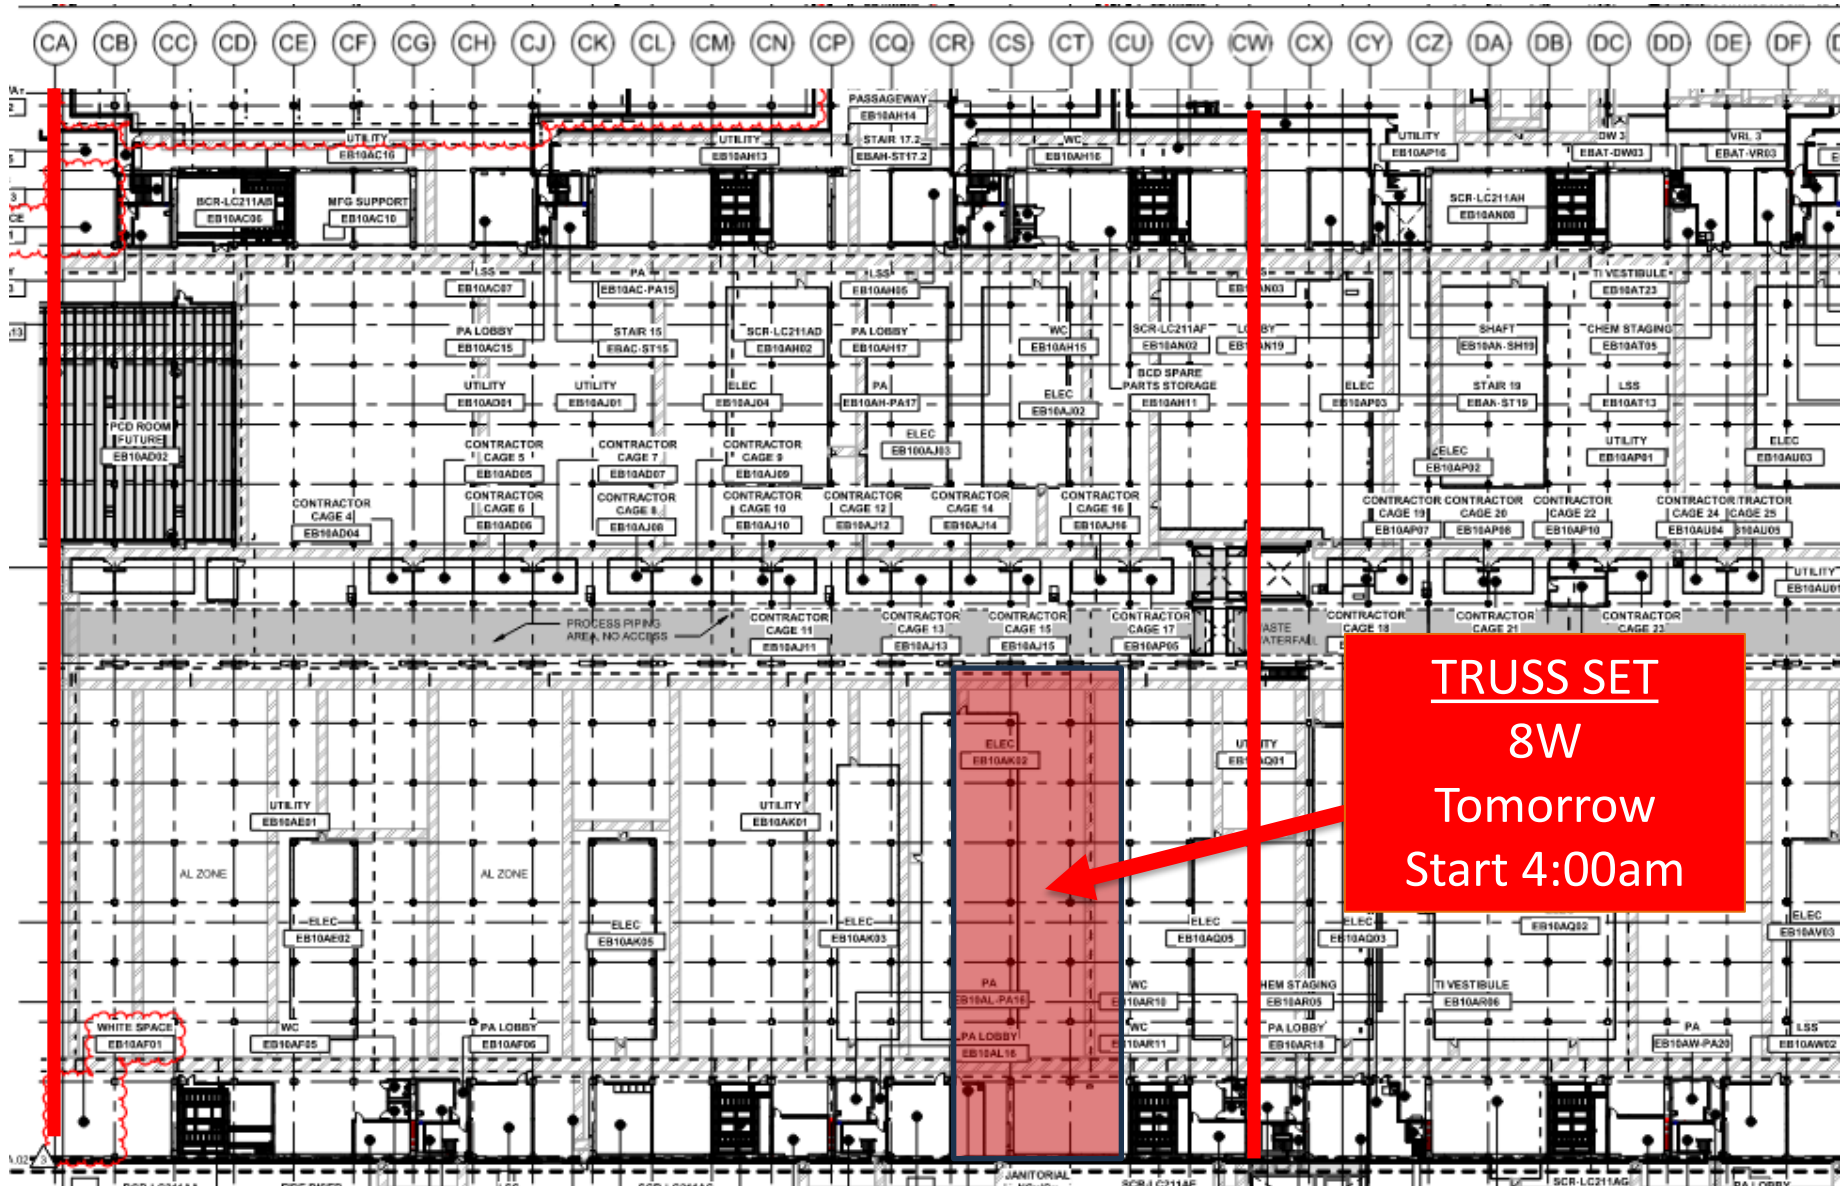 CA CB CC CD CE CF CG CH CJ CK CL CM CN CP CQ CR CS CT CU CV CW CX CY CZ DA DB DC DD DE DF
PASSAGEWAY
EB10AH14
UTILITY
EB10AC16
UTILITY
EB10AH13
STAIR 17.2
EBAH-ST17.2
WC
EB10AH16
UTILITY
EB10AP16
DW 3
EBAT-DW03
VRL 3
EBAT-VR03
BCR-LC211AB
EB10AC06
MFG SUPPORT
EB10AC10
SCR-LC211AH
EB10AN08
LSS
EB10AC07
PA
EB10AC-PA15
LSS
EB10AH05
TI VESTIBULE
EB10AT23
PA LOBBY
EB10AC15
STAIR 15
EBAC-ST15
SCR-LC211AD
EB10AH02
PA LOBBY
EB10AH17
WC
EB10AH15
SCR-LC211AF
EB10AN02
SHAFT
EB10AN-SH19
CHEM STAGING
EB10AT05
UTILITY
EB10AD01
UTILITY
EB10AJ01
ELEC
EB10AJ04
PA
EB10AH-PA17
ELEC
EB10AJ02
BCD SPARE
PARTS STORAGE
EB10AH11
ELEC
EB10AP03
STAIR 19
EBAN-ST19
LSS
EB10AT13
PCD ROOM
FUTURE
EB10AD02
CONTRACTOR
CAGE 5
EB10AD05
CONTRACTOR
CAGE 7
EB10AD07
CONTRACTOR
CAGE 9
EB10AJ09
ELEC
EB100AJ03
ELEC
EB10AP02
UTILITY
EB10AP01
ELEC
EB10AU03
CONTRACTOR
CAGE 4
EB10AD04
CONTRACTOR
CAGE 6
EB10AD06
CONTRACTOR
CAGE 8
EB10AJ08
CONTRACTOR
CAGE 10
EB10AJ10
CONTRACTOR
CAGE 12
EB10AJ12
CONTRACTOR
CAGE 14
EB10AJ14
CONTRACTOR
CAGE 16
EB10AJ16
CONTRACTOR
CAGE 19
EB10AP07
CONTRACTOR
CAGE 20
EB10AP08
CONTRACTOR
CAGE 22
EB10AP10
CONTRACTOR
CAGE 24
EB10AU04
CAGE 25
UTILITY
PROCESS PIPING
AREA, NO ACCESS
CONTRACTOR
CAGE 11
EB10AJ11
CONTRACTOR
CAGE 13
EB10AJ13
CONTRACTOR
CAGE 15
EB10AJ15
CONTRACTOR
CAGE 17
EB10AP05
CONTRACTOR
CAGE 18
CONTRACTOR
CAGE 21
CONTRACTOR
CAGE 23
TRUSS SET
8W
Tomorrow
Start 4:00am
ELEC
EB10AK02
UTILITY
EB10AE01
UTILITY
EB10AK01
AL ZONE
AL ZONE
ELEC
EB10AE02
ELEC
EB10AK05
ELEC
EB10AK03
ELEC
EB10AQ05
ELEC
EB10AQ03
EB10AQ02
ELEC
EB10AV03
PA
EB10AL-PA16
WC
EB10AR10
EB10AR05
TI VESTIBULE
EB10AR06
WHITE SPACE
EB10AF01
WC
EB10AF05
PA LOBBY
EB10AF06
PA LOBBY
EB10AL16
WC
PA LOBBY
EB10AR18
PA
EB10AW-PA20
LSS
EB10AW02
3
JANITORIAL